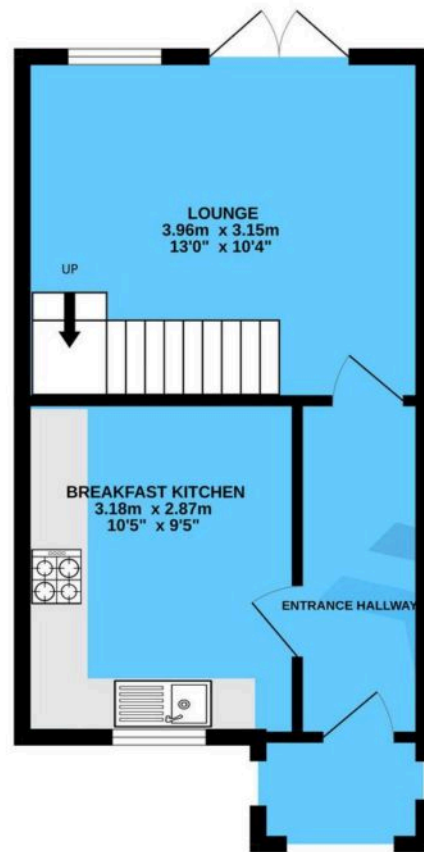 LOUNGE
3.96m x 3.15m
13'0" x 10'4"
UP
BREAKFAST KITCHEN
3.18m x 2.87m
10'5" x 9'5"
ENTRANCE HALLWAY